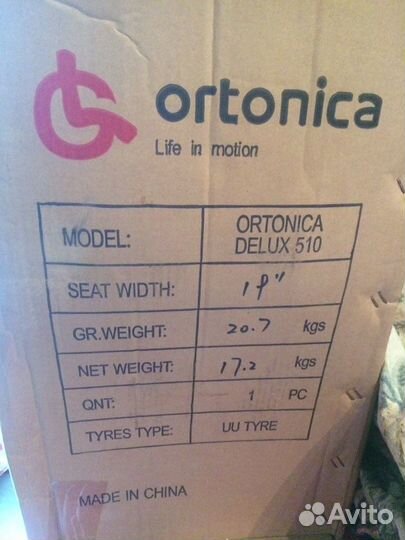 ortonica
Life in motion
MODEL: ORTONICA
DELUX 510
SEAT WIDTH:
GR.WEIGHT: 20.7 kgs
NET WEIGHT: 17.2 kgs
QNT: 1 PC
TYRES TYPE: UU TYRE
MADE IN CHINA
Avito